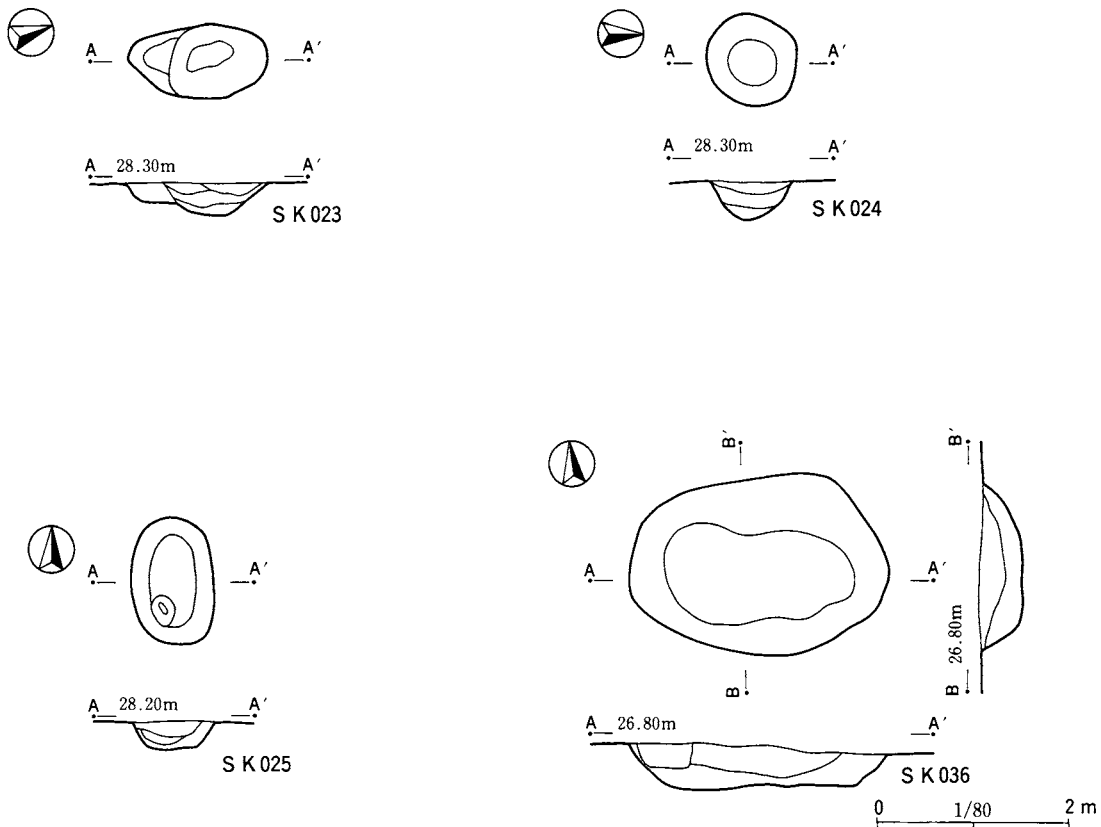 A A′
A 28.30m A′
S K 023
A A′
A 28.30m A′
S K 024
A A′
A 28.20m A′
S K 025
B′
A A′
B
A 26.80m A′
S K 036
B′
26.80m
B
0 1/80 2 m